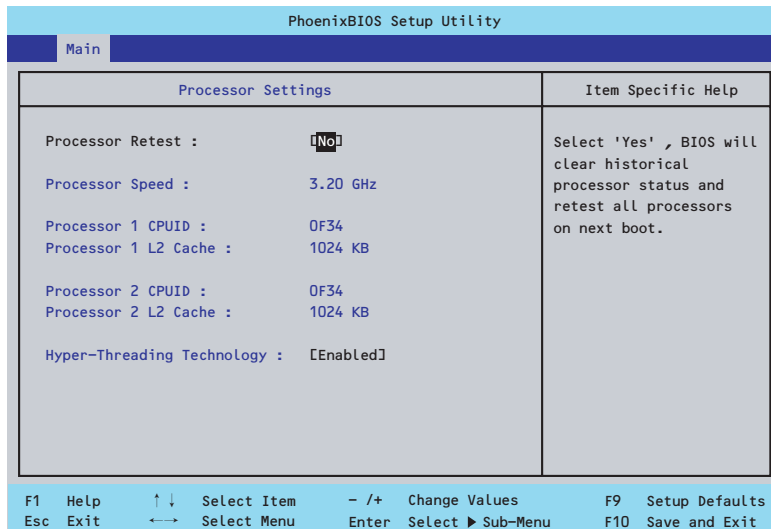 PhoenixBIOS Setup Utility
Main
Processor Settings
Item Specific Help
Processor Retest : [No]
Processor Speed : 3.20 GHz
Processor 1 CPUID : 0F34
Processor 1 L2 Cache : 1024 KB
Processor 2 CPUID : 0F34
Processor 2 L2 Cache : 1024 KB
Hyper-Threading Technology : [Enabled]
Select 'Yes' , BIOS will
clear historical
processor status and
retest all processors
on next boot.
F1 Help ↑↓ Select Item - /+ Change Values F9 Setup Defaults
Esc Exit ←→ Select Menu Enter Select ▶ Sub-Menu F10 Save and Exit